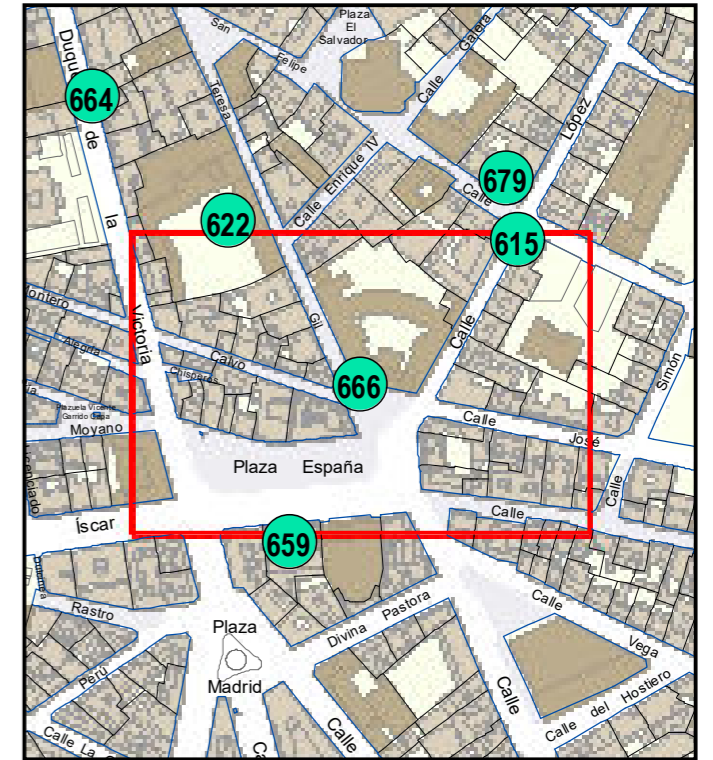 San
Felipe
Plaza
El
Salvador
Calle Galera
Duque de la Victoria
664
Teresa Gil
Calle Enrique IV
López
679
Calle
622
615
Montero Calvo
Alegría
Chisperos
Calle
666
Simón
Plazuela Vicente
Moyano
Plaza España
Calle José
Calle
Calle
Íscar
659
Rastro
Plaza
Madrid
Divina Pastora
Calle Vega
Perú
Calle
Calle del Hostiero
Calle La
Calle